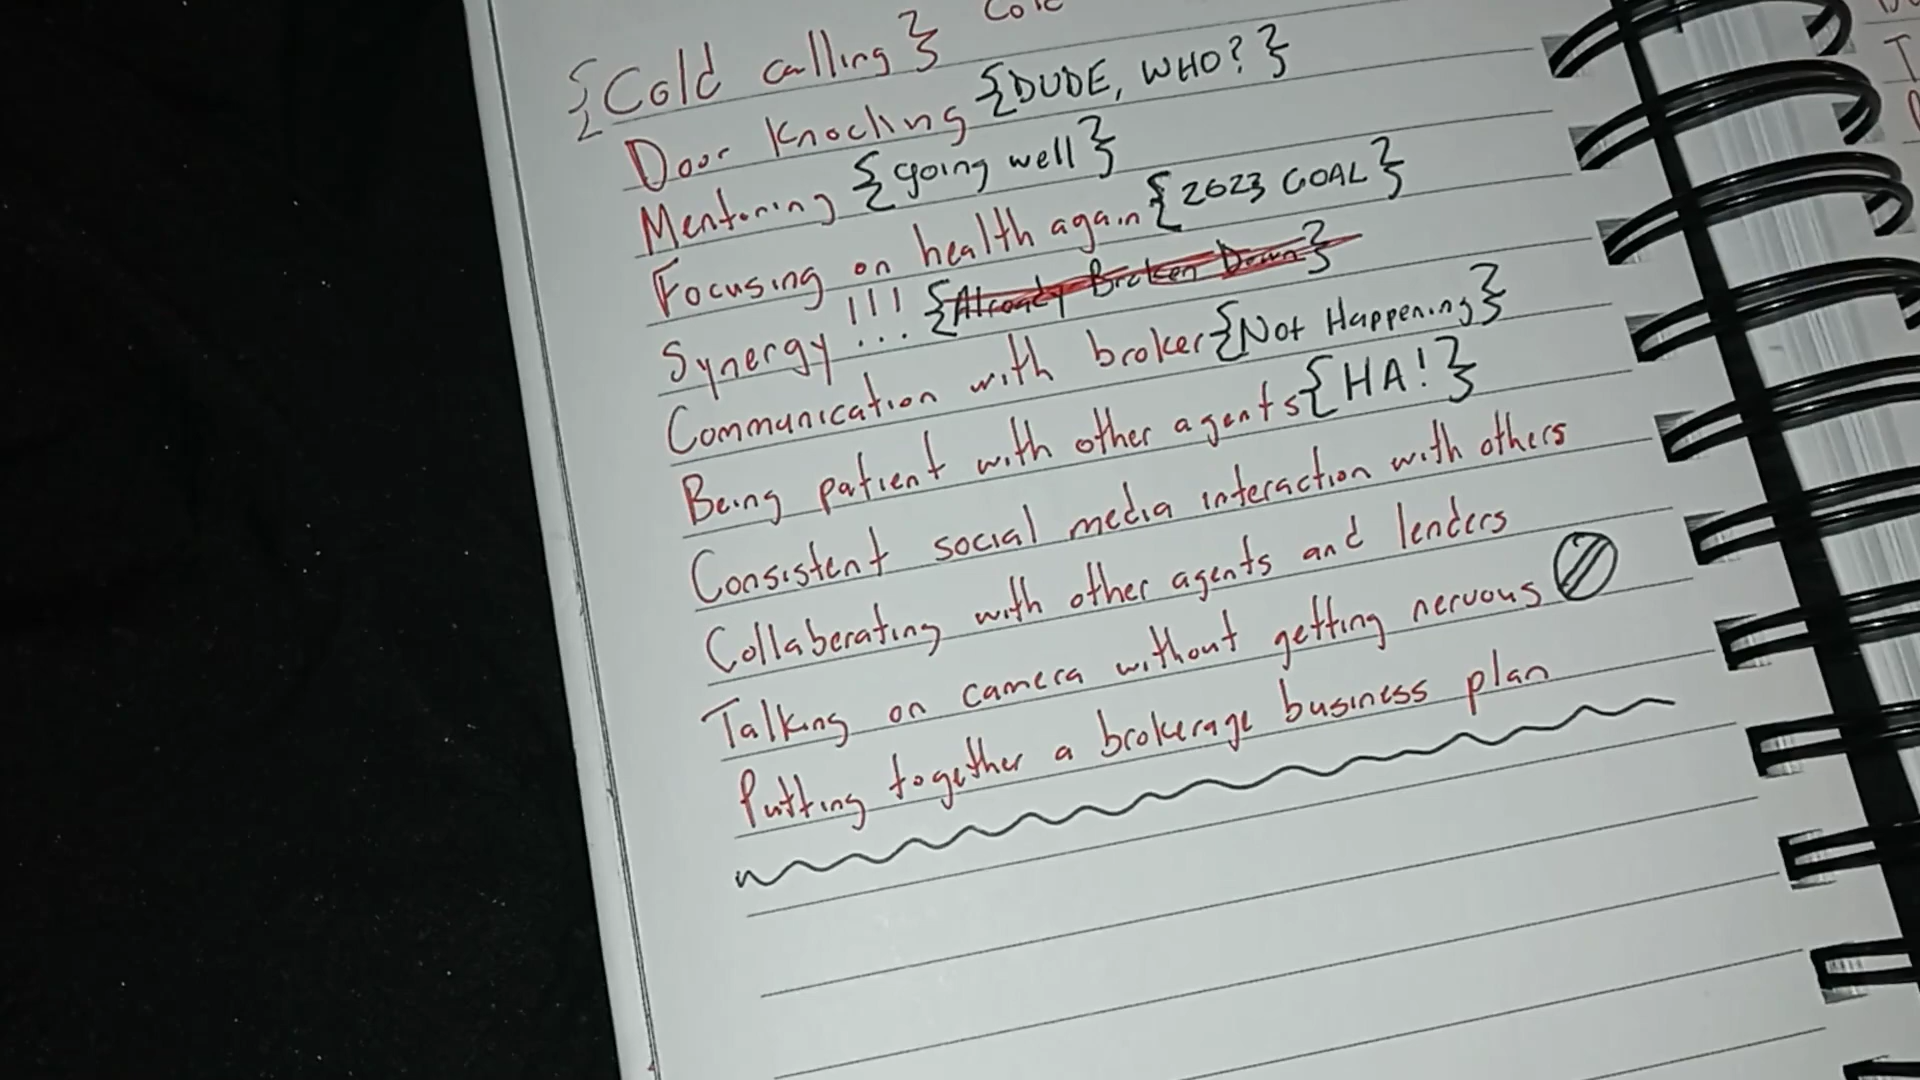 {Cold calling}
Door Knocking {DUDE, WHO?}
Mentoring {going well}
Focusing on health again {2023 GOAL}
Synergy!!! {Already Broken Down}
Communication with broker {Not Happening}
Being patient with other agents {HA!}
Consistent social media interaction with others
Collaberating with other agents and lenders
Talking on camera without getting nervous
Putting together a brokerage business plan